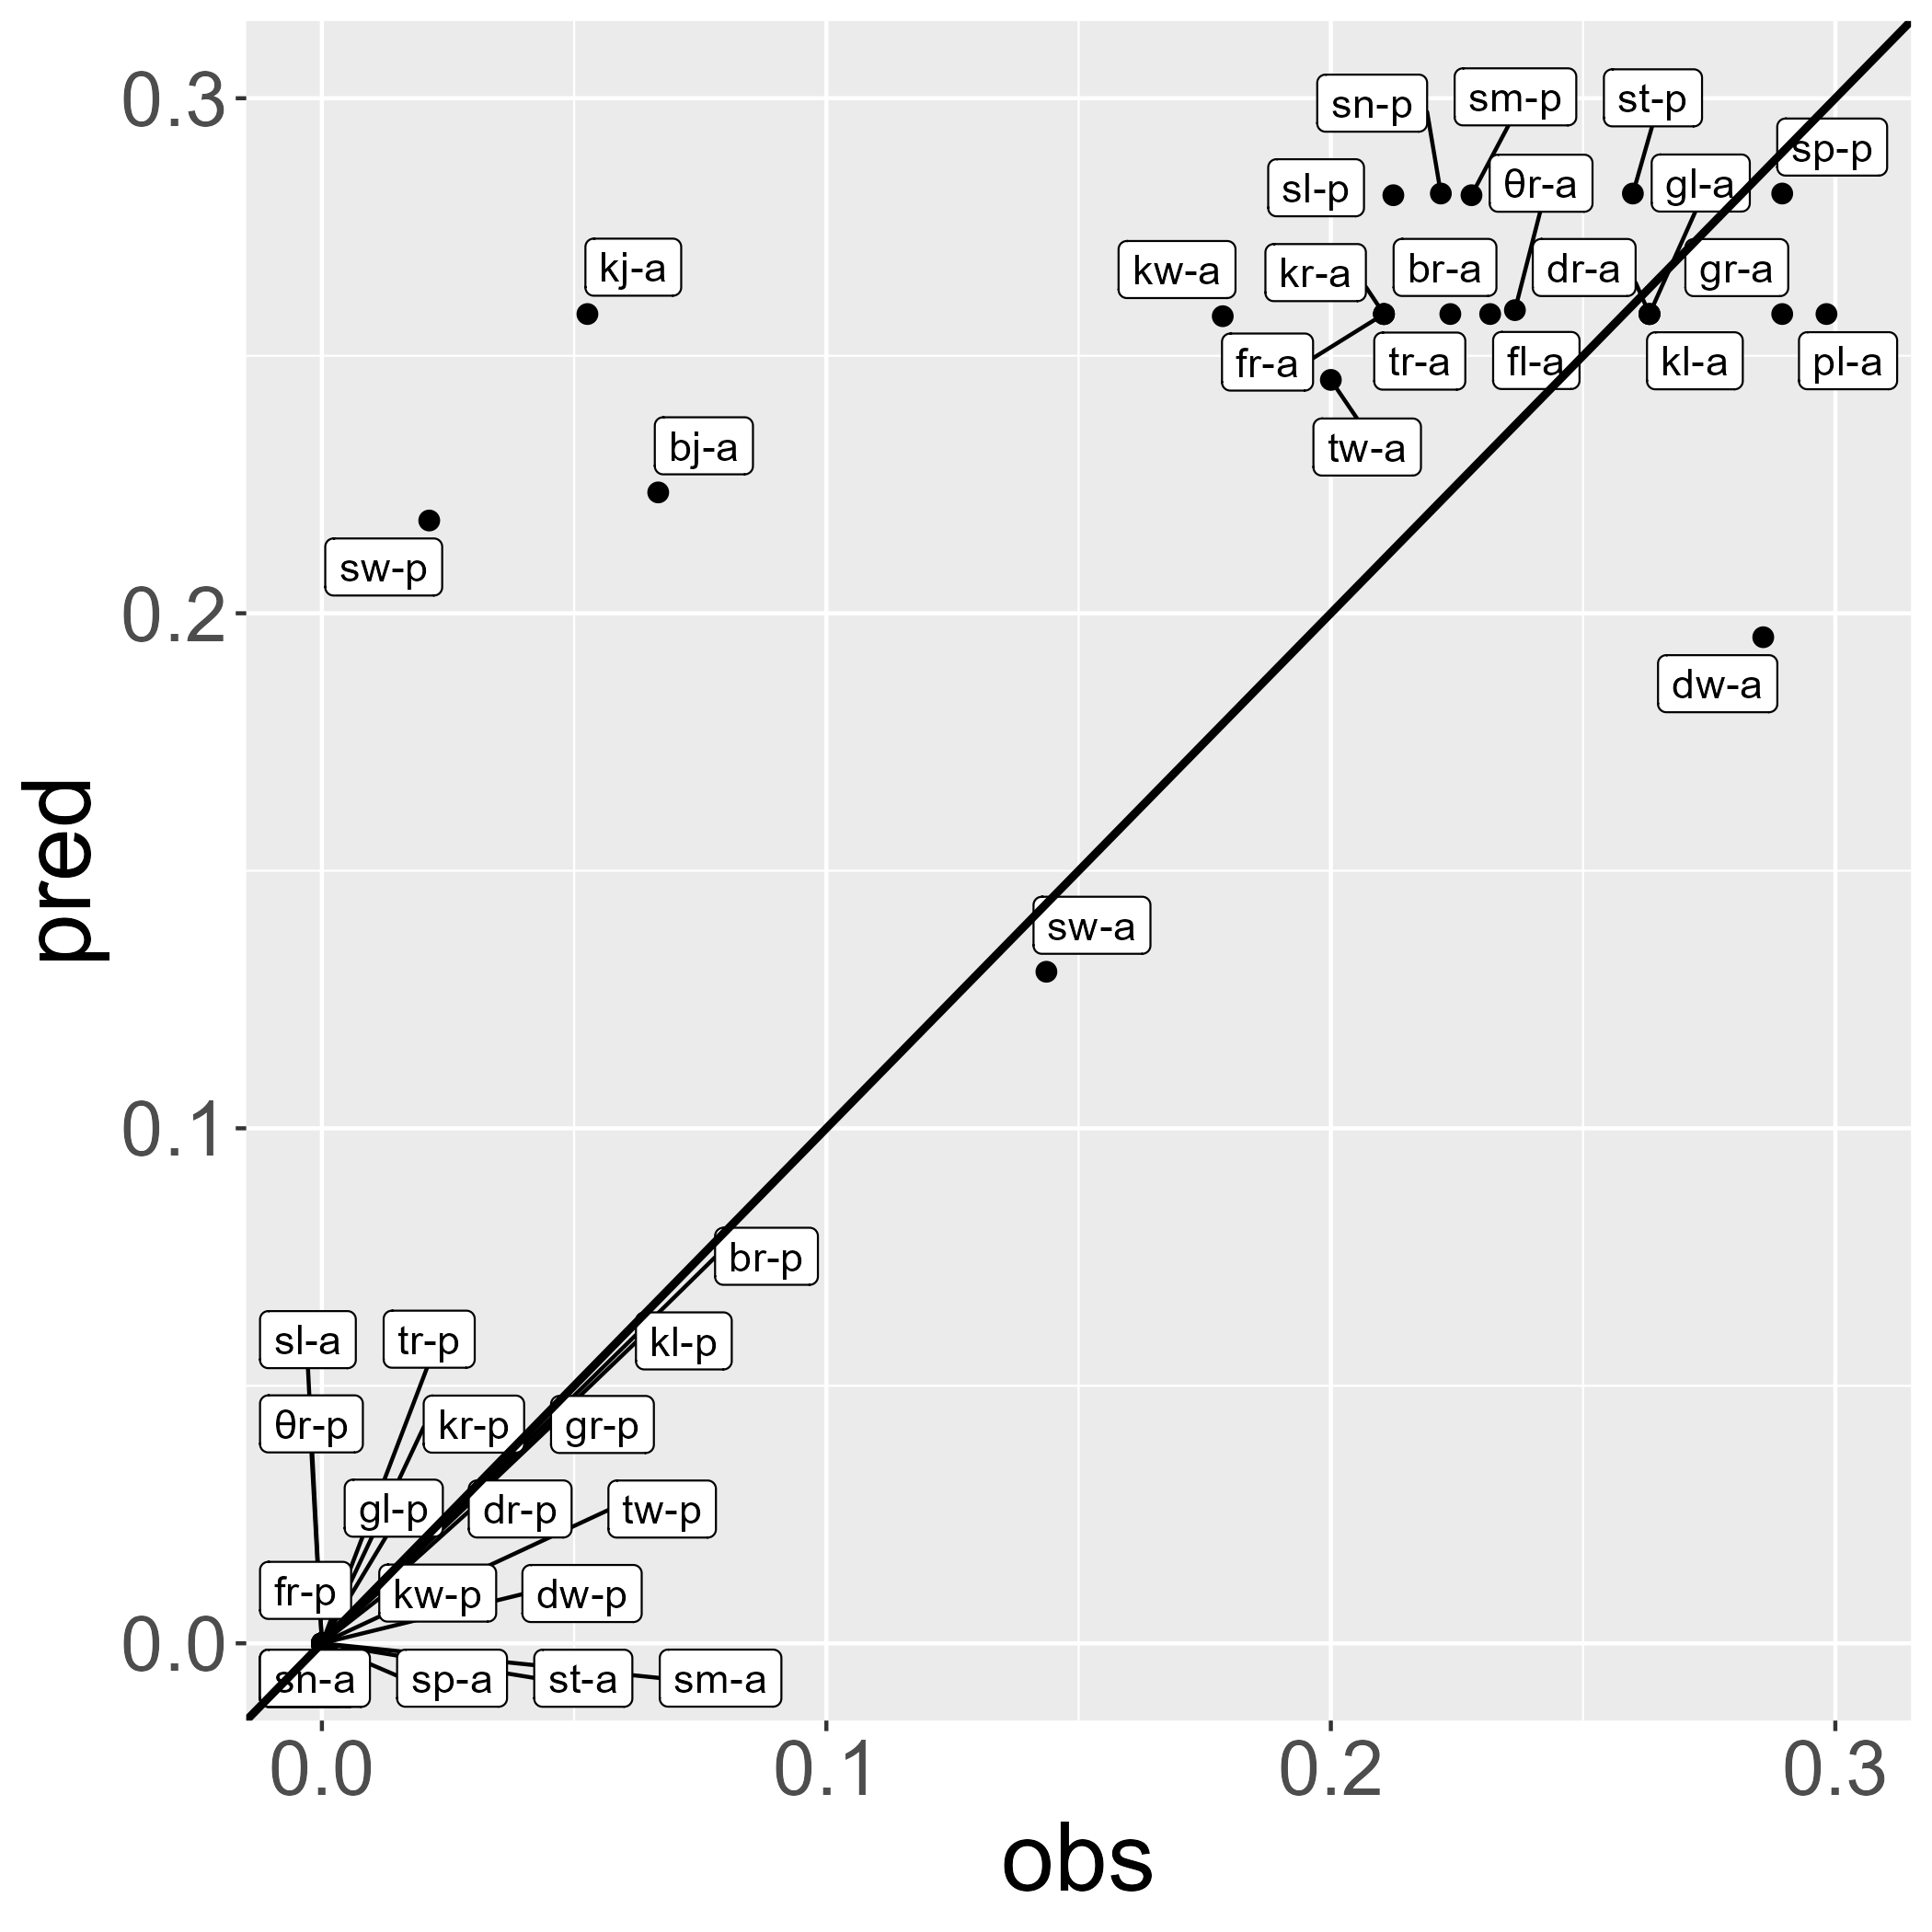 0.3
sn-p
sm-p
st-p
sp-p
sl-p
θr-a
gl-a
kj-a
kw-a
kr-a
br-a
dr-a
gr-a
fr-a
tr-a
fl-a
kl-a
pl-a
bj-a
tw-a
sw-p
0.2
dw-a
pred
sw-a
0.1
br-p
sl-a
tr-p
kl-p
θr-p
kr-p
gr-p
gl-p
dr-p
tw-p
fr-p
kw-p
dw-p
0.0
sn-a
sp-a
st-a
sm-a
0.0
0.1
0.2
0.3
obs